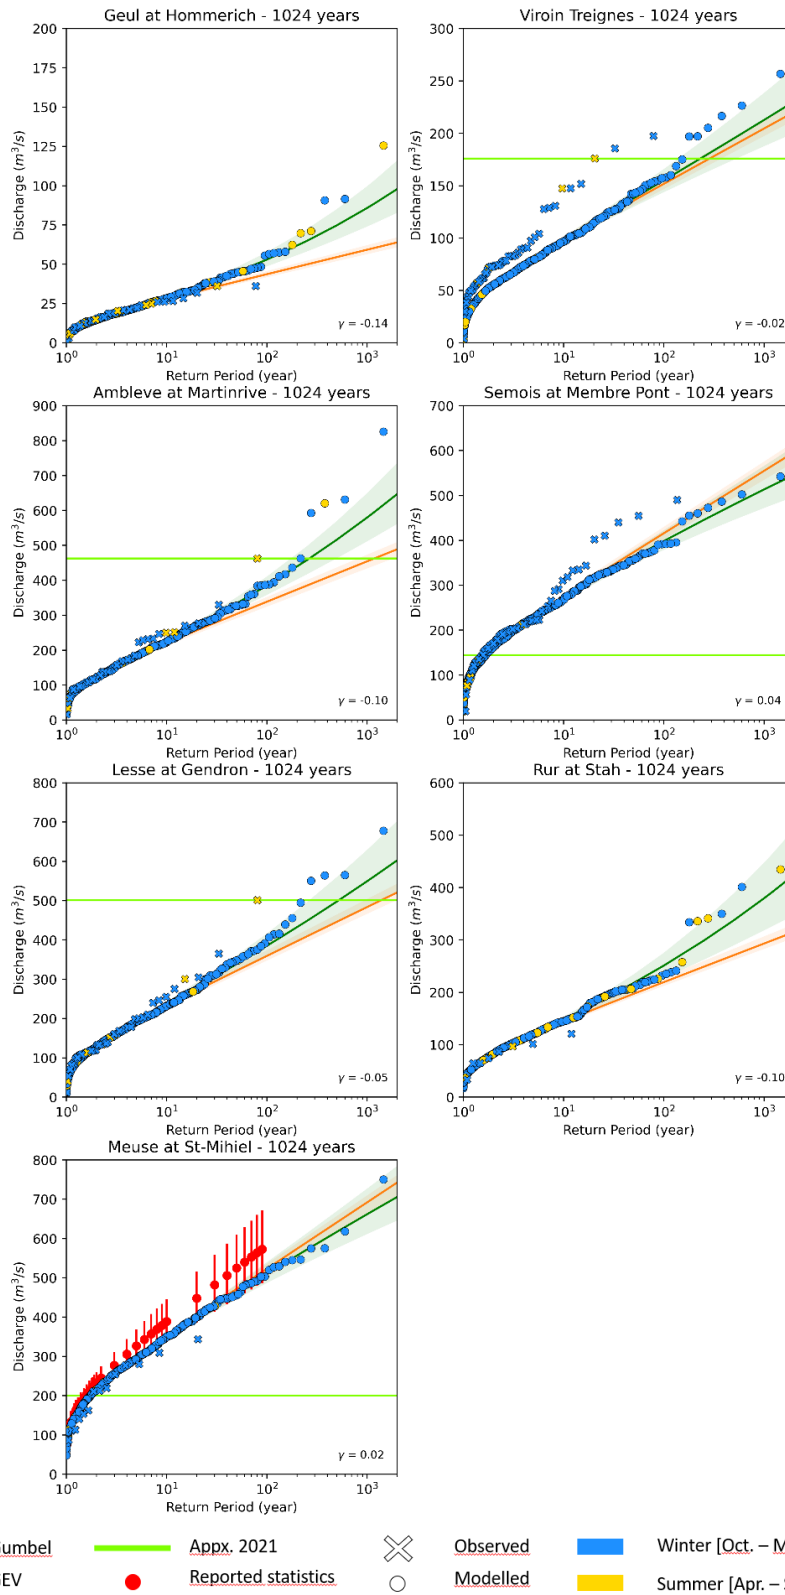 Geul at Hommerich - 1024 years
200
175
150
125
100
75
50
25
0
Discharge (m³/s)
γ = -0.14
10⁰ 10¹ 10² 10³
Return Period (year)
Viroin Treignes - 1024 years
300
250
200
150
100
50
0
Discharge (m³/s)
γ = -0.02
10⁰ 10¹ 10² 10³
Return Period (year)
Ambleve at Martinrive - 1024 years
900
800
700
600
500
400
300
200
100
0
Discharge (m³/s)
γ = -0.10
10⁰ 10¹ 10² 10³
Return Period (year)
Semois at Membre Pont - 1024 years
700
600
500
400
300
200
100
0
Discharge (m³/s)
γ = 0.04
10⁰ 10¹ 10² 10³
Return Period (year)
Lesse at Gendron - 1024 years
800
700
600
500
400
300
200
100
0
Discharge (m³/s)
γ = -0.05
10⁰ 10¹ 10² 10³
Return Period (year)
Rur at Stah - 1024 years
600
500
400
300
200
100
0
Discharge (m³/s)
γ = -0.10
10⁰ 10¹ 10² 10³
Return Period (year)
Meuse at St-Mihiel - 1024 years
800
700
600
500
400
300
200
100
0
Discharge (m³/s)
γ = 0.02
10⁰ 10¹ 10² 10³
Return Period (year)
umbel Appx. 2021 Observed Winter [Oct. – M
EV Reported statistics Modelled Summer [Apr. –